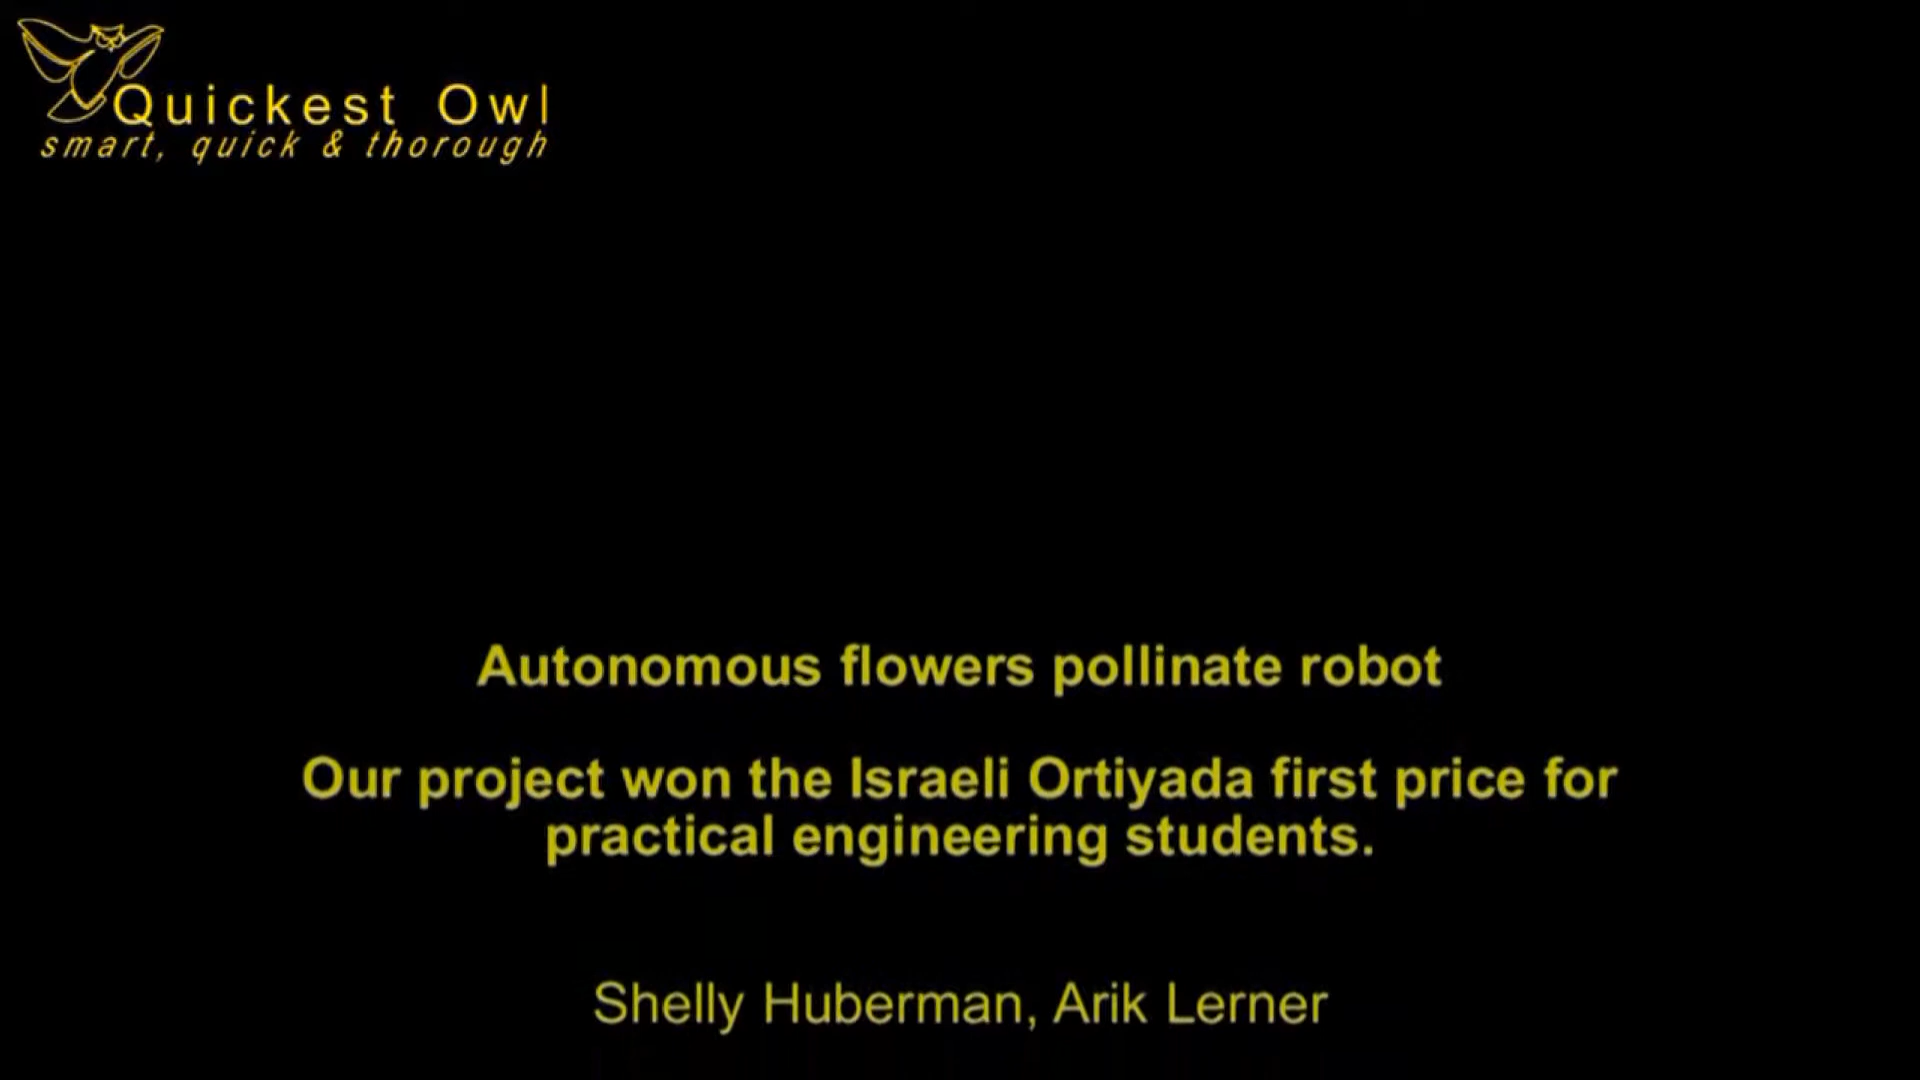 Quickest Owl
smart, quick & thorough
Autonomous flowers pollinate robot
Our project won the Israeli Ortiyada first price for
practical engineering students.
Shelly Huberman, Arik Lerner